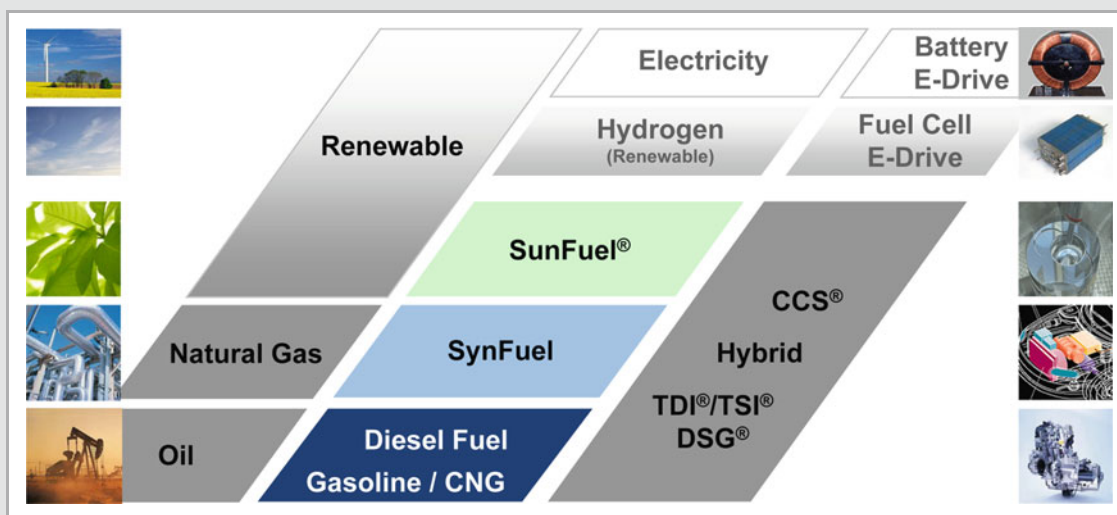 Renewable
Electricity
Battery
E-Drive
Hydrogen
(Renewable)
Fuel Cell
E-Drive
SunFuel®
CCS®
Natural Gas
SynFuel
Hybrid
TDI®/TSI®
DSG®
Oil
Diesel Fuel
Gasoline / CNG